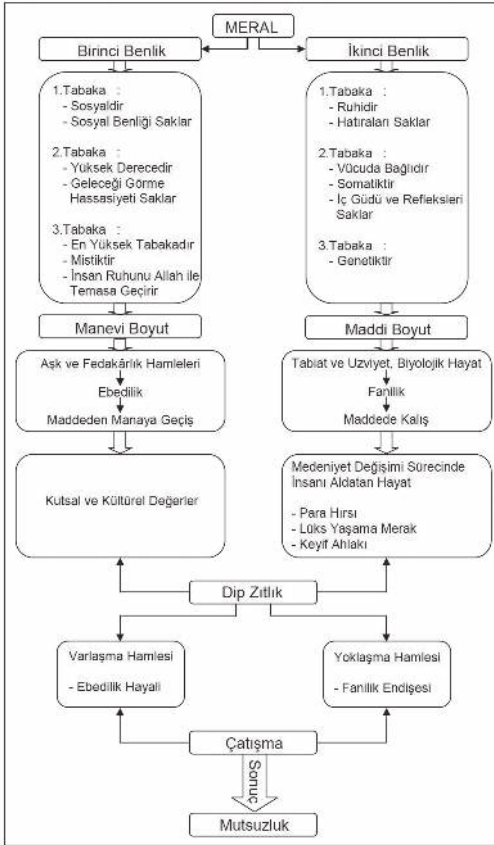 MERAL
Birinci Benlik
İkinci Benlik
1.Tabaka :
- Sosyaldir
- Sosyal Benliği Saklar
2.Tabaka :
- Yüksek Derecedir
- Geleceği Görme
Hassasiyeti Saklar
3.Tabaka :
- En Yüksek Tabakadır
- Mistiktir
- İnsan Ruhunu Allah ile
Temasa Geçirir
1.Tabaka :
- Ruhidir
- Hatıraları Saklar
2.Tabaka :
- Vücuda Bağlıdır
- Somatiktir
- İç Güdü ve Refleksleri
Saklar
3.Tabaka :
- Genetiktir
Manevi Boyut
Maddi Boyut
Aşk ve Fedakârlık Hamleleri
Ebedilik
Maddeden Manaya Geçiş
Tabiat ve Uzviyet, Biyolojik Hayat
Fanilik
Maddede Kalış
Kutsal ve Kültürel Değerler
Medeniyet Değişimi Sürecinde
İnsanı Aldatan Hayat
- Para Hırsı
- Lüks Yaşama Merak
- Keyif Ahlakı
Dip Zıtlık
Varlaşma Hamlesi
- Ebedilik Hayali
Yoklaşma Hamlesi
- Fanilik Endişesi
Çatışma
Sonuç
Mutsuzluk